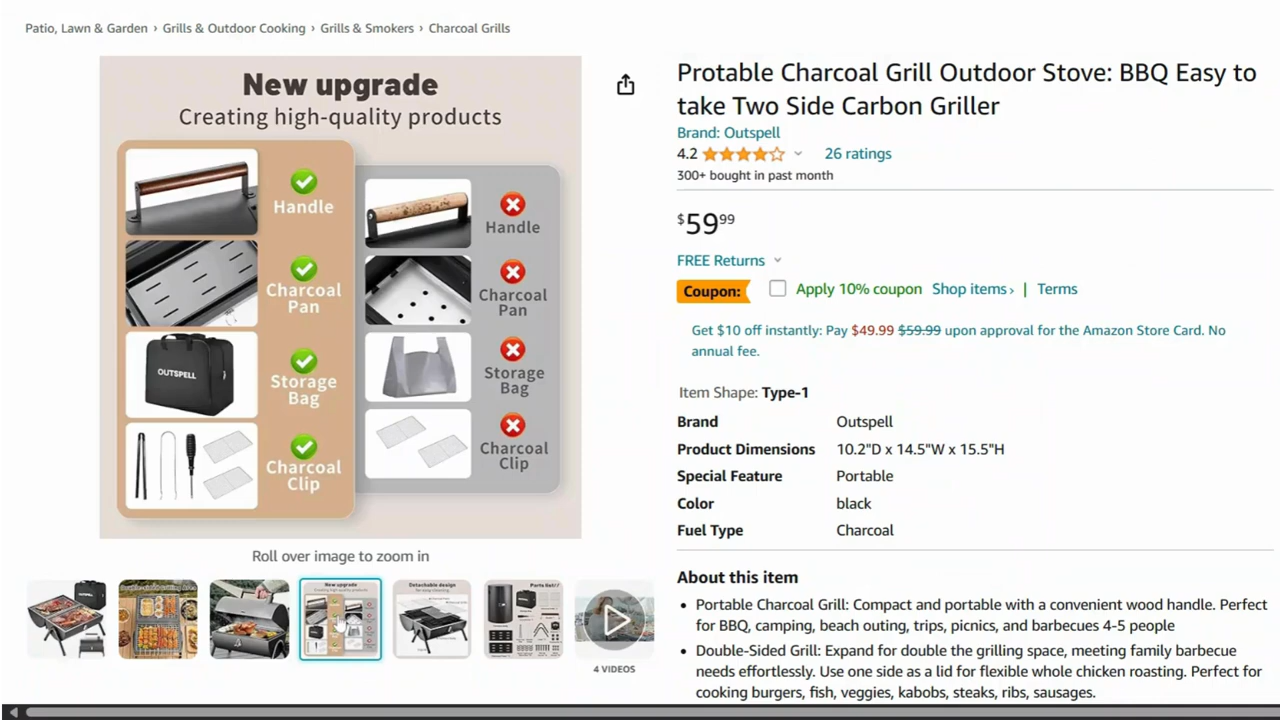 Patio, Lawn & Garden › Grills & Outdoor Cooking › Grills & Smokers › Charcoal Grills
New upgrade
Creating high-quality products
Handle
Charcoal
Pan
OUTSPELL
Storage
Bag
Charcoal
Clip
Handle
Charcoal
Pan
Storage
Bag
Charcoal
Clip
Roll over image to zoom in
New upgrade
Detachable design
4 VIDEOS
Protable Charcoal Grill Outdoor Stove: BBQ Easy to
take Two Side Carbon Griller
Brand: Outspell
4.2 26 ratings
300+ bought in past month
$59 99
FREE Returns
Coupon: Apply 10% coupon Shop items› | Terms
Get $10 off instantly: Pay $49.99 $59.99 upon approval for the Amazon Store Card. No
annual fee.
Item Shape: Type-1
Brand Outspell
Product Dimensions 10.2"D x 14.5"W x 15.5"H
Special Feature Portable
Color black
Fuel Type Charcoal
About this item
• Portable Charcoal Grill: Compact and portable with a convenient wood handle. Perfect
for BBQ, camping, beach outing, trips, picnics, and barbecues 4-5 people
• Double-Sided Grill: Expand for double the grilling space, meeting family barbecue
needs effortlessly. Use one side as a lid for flexible whole chicken roasting. Perfect for
cooking burgers, fish, veggies, kabobs, steaks, ribs, sausages.